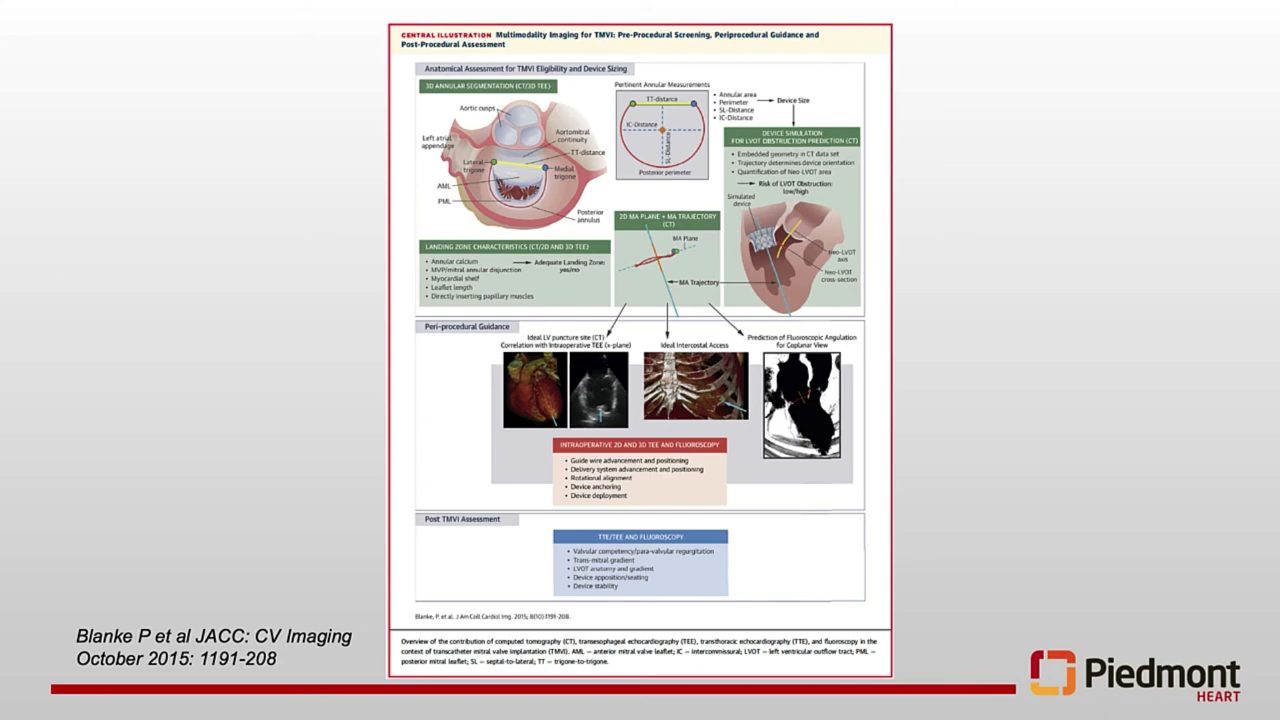 CENTRAL ILLUSTRATION Multimodality Imaging for TMVI: Pre-Procedural Screening, Periprocedural Guidance and
Post-Procedural Assessment
Anatomical Assessment for TMVI Eligibility and Device Sizing
3D ANNULAR SEGMENTATION (CT/3D TEE)
Aortic cusps
Left atrial
appendage
Aortomitral
continuity
TT-distance
Lateral
trigone
Medial
trigone
AML
PML
Posterior
annulus
Pertinent Annular Measurements
TT-distance
IC-Distance
SL-Distance
Posterior perimeter
• Annular area
• Perimeter
• SL-Distance
• IC-Distance
Device Size
DEVICE SIMULATION
FOR LVOT OBSTRUCTION PREDICTION (CT)
• Embedded geometry in CT data set
• Trajectory determines device orientation
• Quantification of Neo-LVOT area
Risk of LVOT Obstruction:
low/high
Simulated
device
Neo-LVOT
axis
Neo-LVOT
cross-section
LANDING ZONE CHARACTERISTICS (CT/2D AND 3D TEE)
• Annular calcium
• MVP/mitral annular disjunction
• Myocardial shelf
• Leaflet length
• Directly inserting papillary muscles
Adequate Landing Zone:
yes/no
2D MA PLANE + MA TRAJECTORY
(CT)
MA Plane
MA Trajectory
Peri-procedural Guidance
Ideal LV puncture site (CT)
Correlation with Intraoperative TEE (x-plane)
Ideal Intercostal Access
Prediction of Fluoroscopic Angulation
for Coplanar View
INTRAOPERATIVE 2D AND 3D TEE AND FLUOROSCOPY
• Guide wire advancement and positioning
• Delivery system advancement and positioning
• Rotational alignment
• Device anchoring
• Device deployment
Post TMVI Assessment
TTE/TEE AND FLUOROSCOPY
• Valvular competency/para-valvular regurgitation
• Trans-mitral gradient
• LVOT anatomy and gradient
• Device apposition/seating
• Device stability
Blanke, P. et al. J Am Coll Cardiol Img. 2015; 8(10):1191-208.
Overview of the contribution of computed tomography (CT), transesophageal echocardiography (TEE), transthoracic echocardiography (TTE), and fluoroscopy in the
context of transcatheter mitral valve implantation (TMVI). AML = anterior mitral valve leaflet; IC = intercommissural; LVOT = left ventricular outflow tract; PML =
posterior mitral leaflet; SL = septal-to-lateral; TT = trigone-to-trigone.
Blanke P et al JACC: CV Imaging
October 2015: 1191-208
Piedmont
HEART